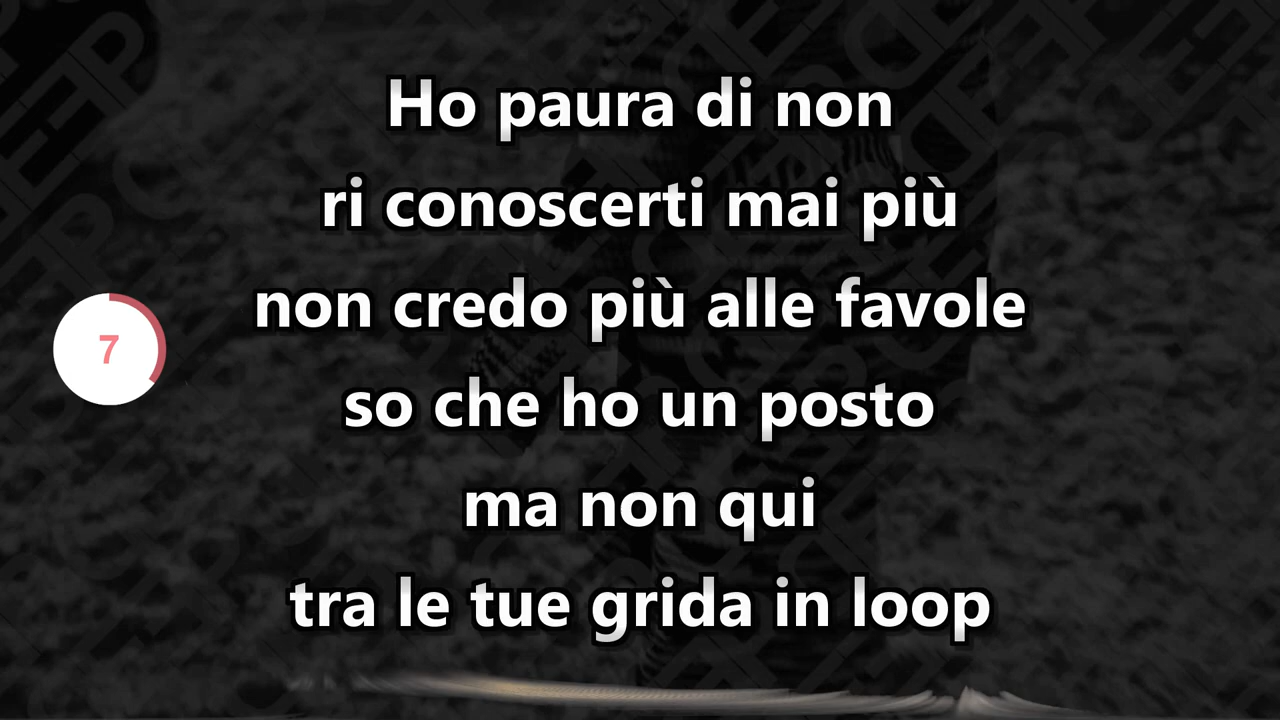 Ho paura di non
ri conoscerti mai più
non credo più alle favole
7
so che ho un posto
ma non qui
tra le tue grida in loop